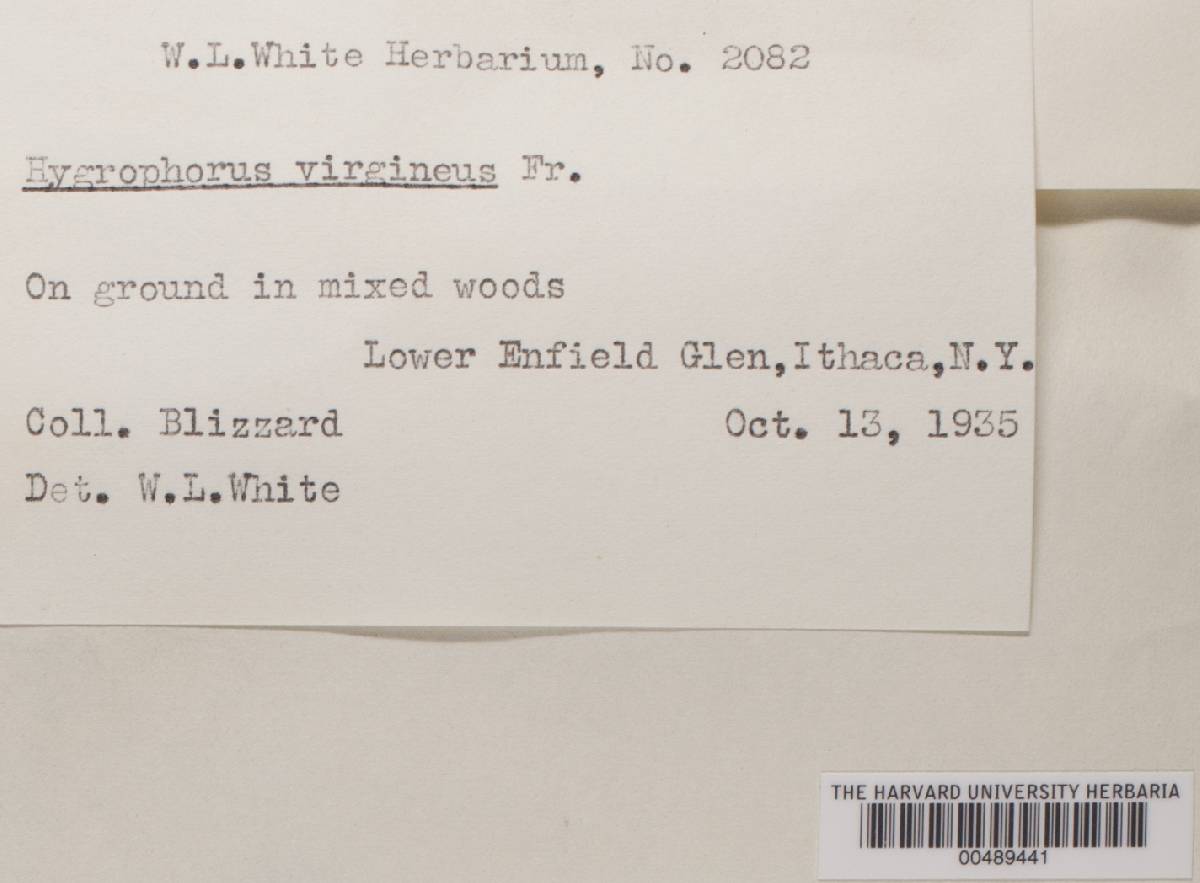 W.L.White Herbarium, No. 2082
Hygrophorus virgineus Fr.
On ground in mixed woods
Lower Enfield Glen,Ithaca,N.Y.
Coll. Blizzard Oct. 13, 1935
Det. W.L.White
THE HARVARD UNIVERSITY HERBARIA
00489441